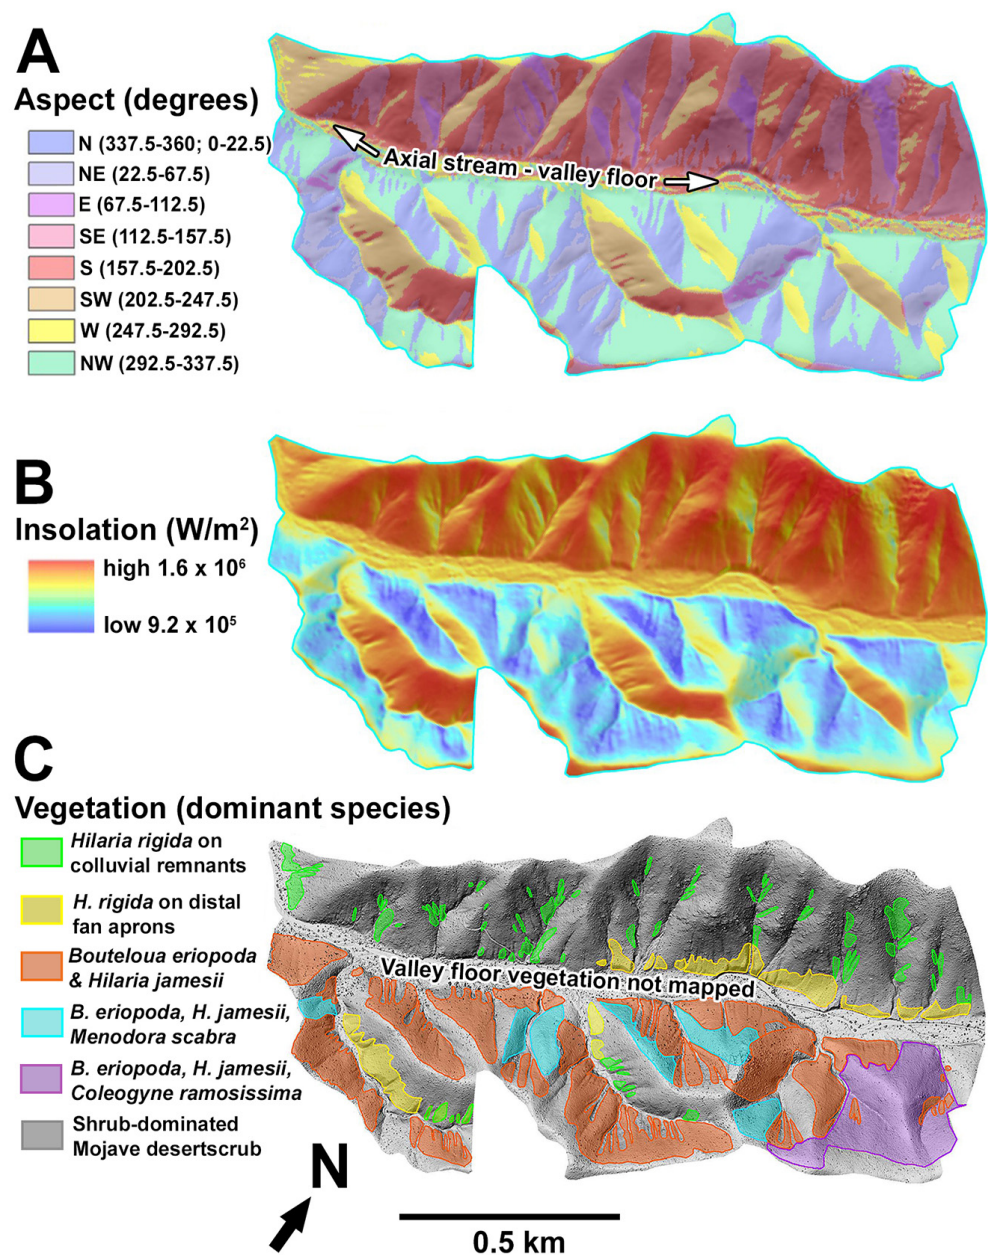 A
Aspect (degrees)
N (337.5-360; 0-22.5)
NE (22.5-67.5)
E (67.5-112.5)
SE (112.5-157.5)
S (157.5-202.5)
SW (202.5-247.5)
W (247.5-292.5)
NW (292.5-337.5)
Axial stream - valley floor
B
Insolation (W/m²)
high 1.6 x 10⁶
low 9.2 x 10⁵
C
Vegetation (dominant species)
Hilaria rigida on
colluvial remnants
H. rigida on distal
fan aprons
Bouteloua eriopoda
& Hilaria jamesii
B. eriopoda, H. jamesii,
Menodora scabra
B. eriopoda, H. jamesii,
Coleogyne ramosissima
Shrub-dominated
Mojave desertscrub
Valley floor vegetation not mapped
N
0.5 km